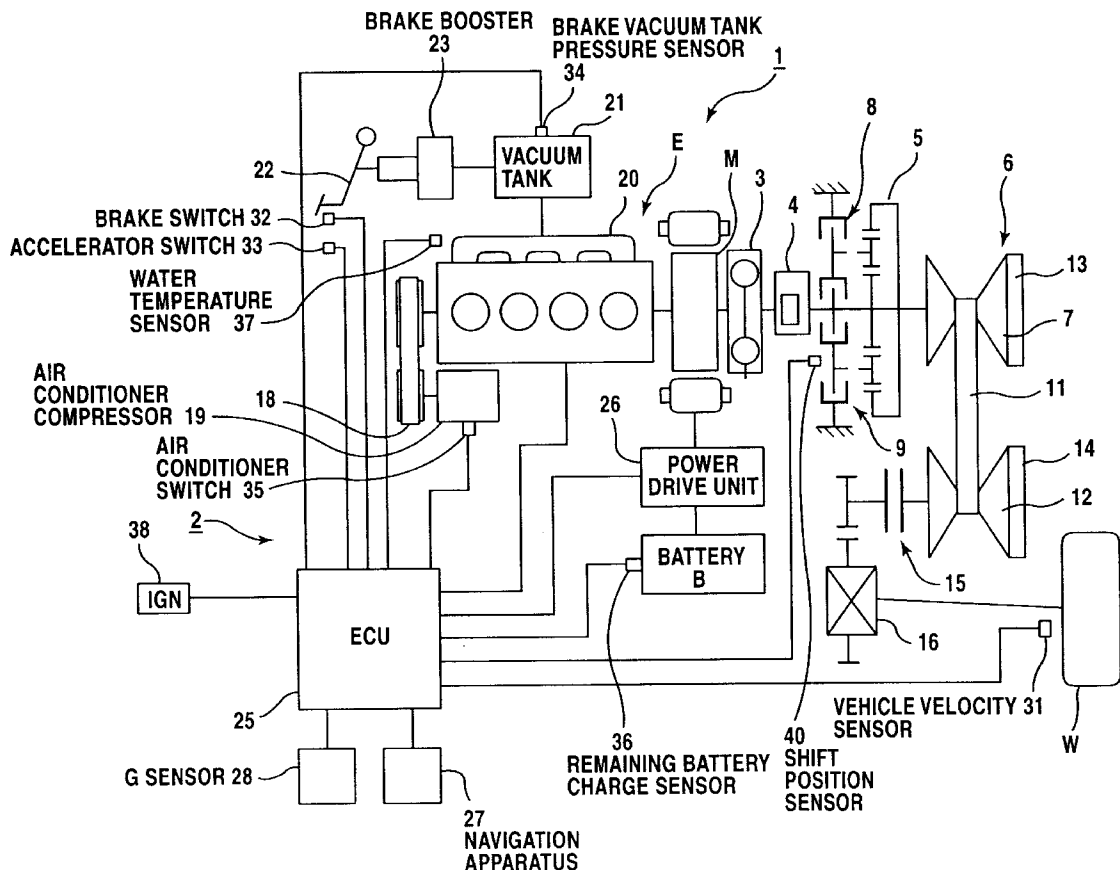 BRAKE BOOSTER
23
BRAKE VACUUM TANK
PRESSURE SENSOR
34
1
21
8
5
E
M
3
6
22
VACUUM
TANK
20
4
BRAKE SWITCH 32
ACCELERATOR SWITCH 33
13
WATER
TEMPERATURE
SENSOR 37
7
11
AIR
CONDITIONER
COMPRESSOR 19
18
26
9
14
AIR
CONDITIONER
SWITCH 35
POWER
DRIVE UNIT
12
2
38
BATTERY
B
15
IGN
ECU
16
25
VEHICLE VELOCITY 31
SENSOR
W
G SENSOR 28
36
REMAINING BATTERY
CHARGE SENSOR
40
SHIFT
POSITION
SENSOR
27
NAVIGATION
APPARATUS